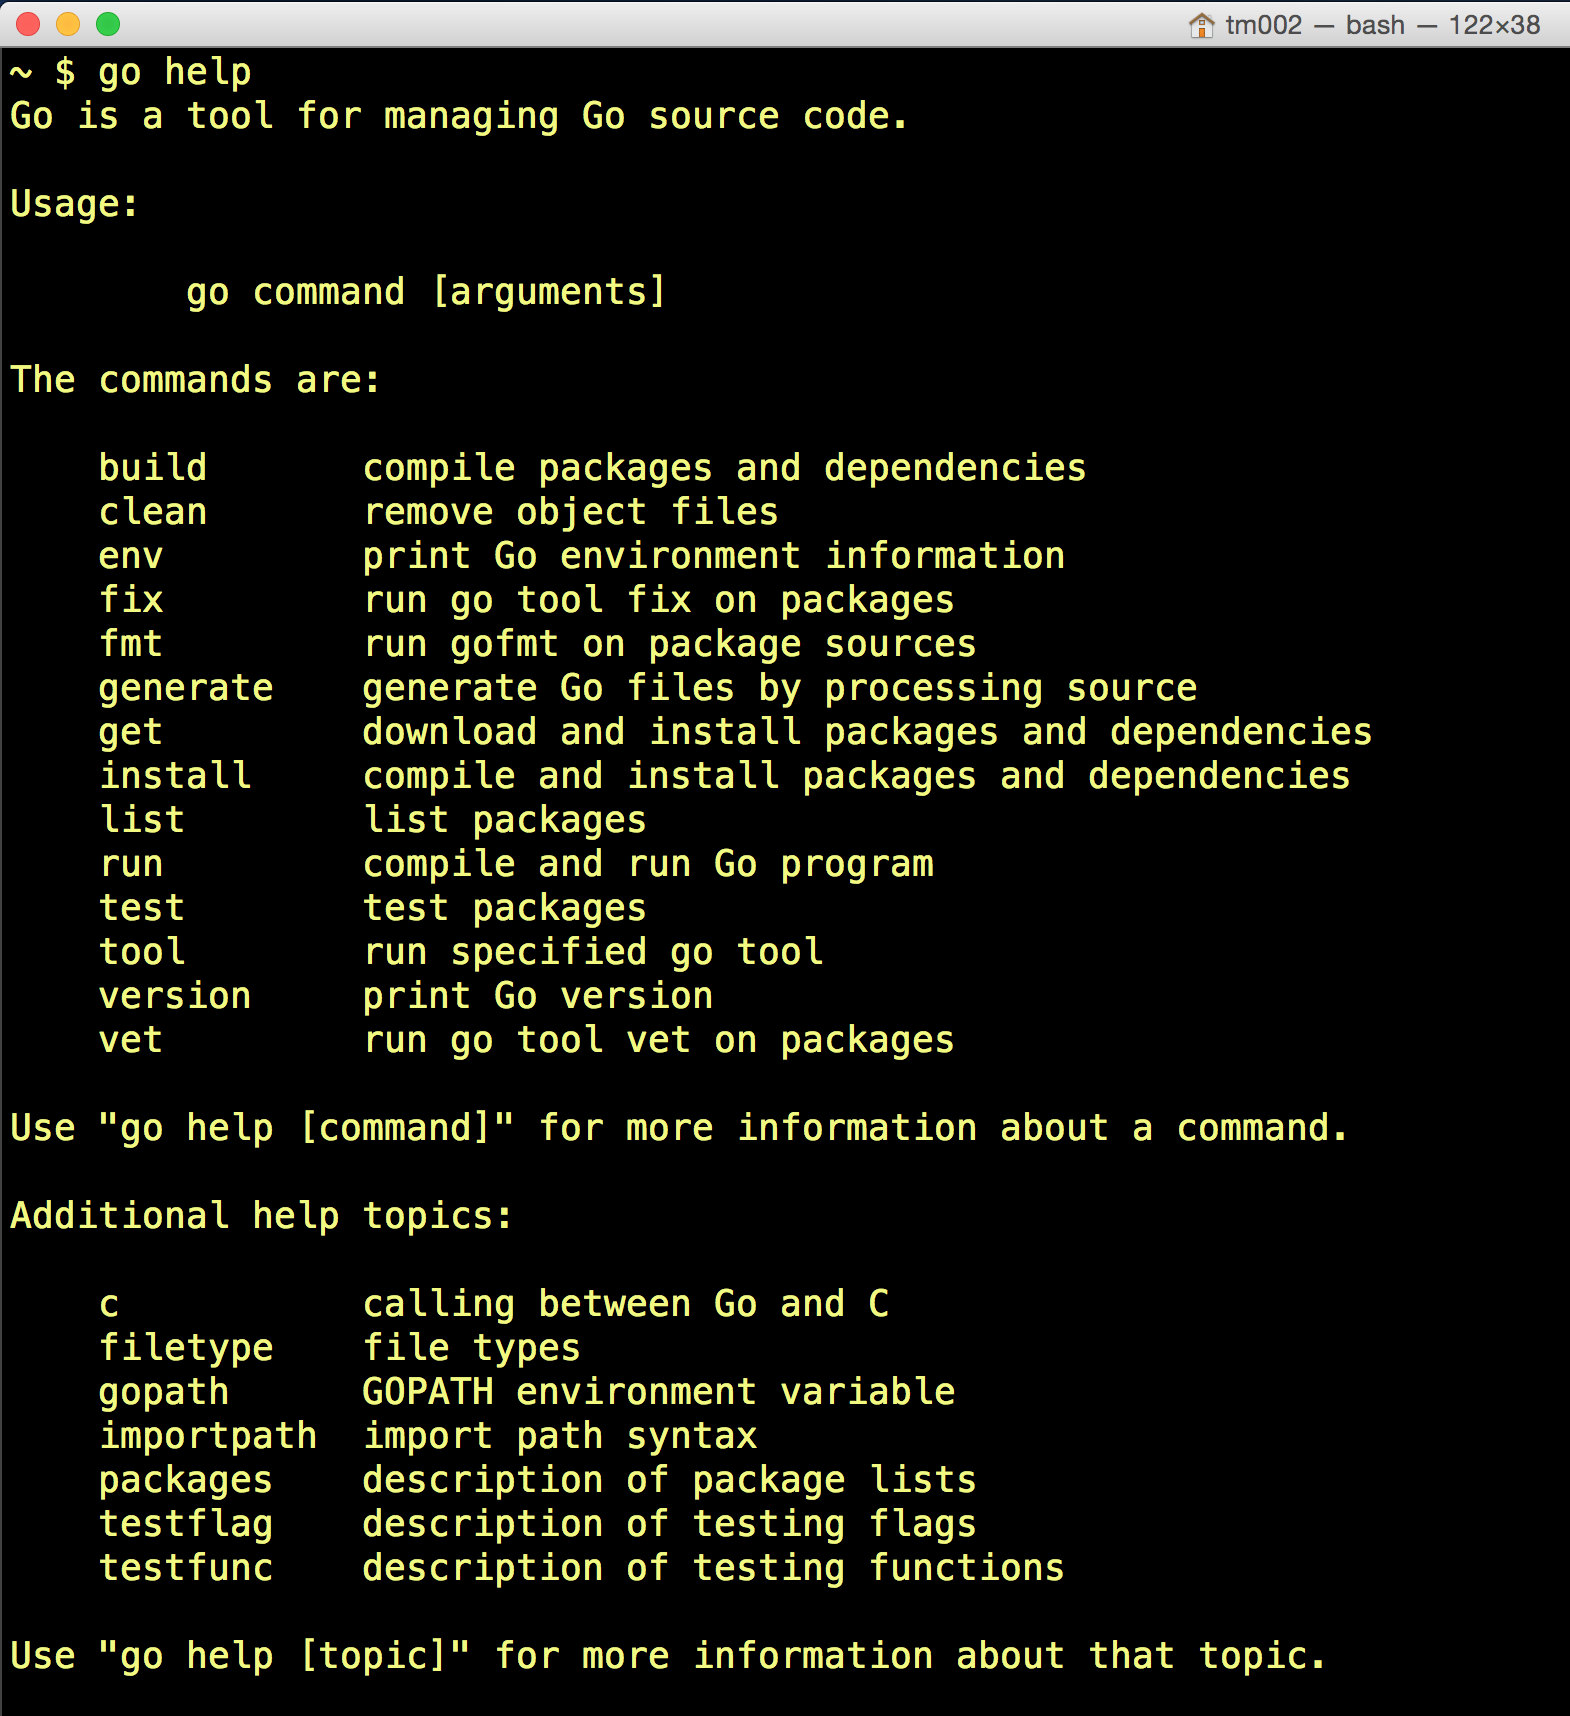 tm002 — bash — 122×38
~ $ go help
Go is a tool for managing Go source code.
Usage:
go command [arguments]
The commands are:
build compile packages and dependencies
clean remove object files
env print Go environment information
fix run go tool fix on packages
fmt run gofmt on package sources
generate generate Go files by processing source
get download and install packages and dependencies
install compile and install packages and dependencies
list list packages
run compile and run Go program
test test packages
tool run specified go tool
version print Go version
vet run go tool vet on packages
Use "go help [command]" for more information about a command.
Additional help topics:
c calling between Go and C
filetype file types
gopath GOPATH environment variable
importpath import path syntax
packages description of package lists
testflag description of testing flags
testfunc description of testing functions
Use "go help [topic]" for more information about that topic.